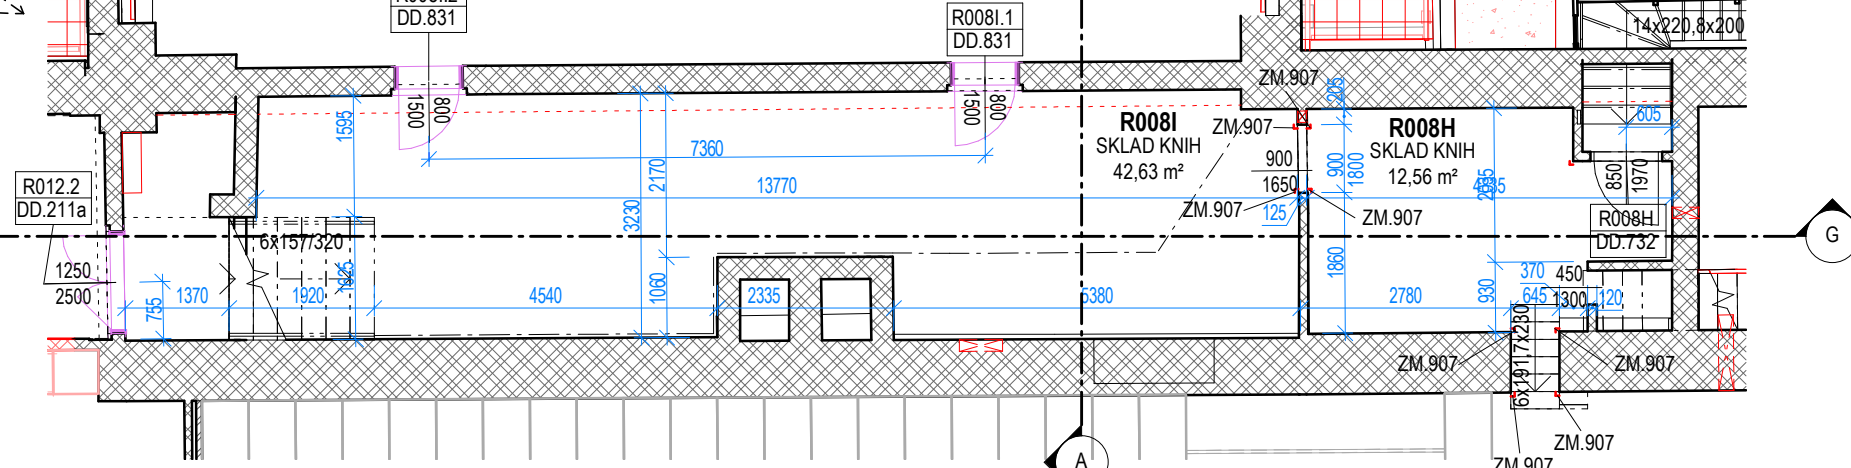 DD.831
R008I.1
DD.831
14x220,8x200
ZM.907
205
1595
1500
800
1500
800
R008I
SKLAD KNIH
42,63 m²
ZM.907
R008H
SKLAD KNIH
12,56 m²
605
7360
2170
900
1650
900
1800
850
1970
R012.2
DD.211a
13770
3230
ZM.907
125
ZM.907
R008H
DD.732
G
6x157/320
1625
1250
2500
755
1370
1920
4540
1060
2335
5380
1860
2780
930
370
450
645
1300
120
6x191,7x230
ZM.907
ZM.907
ZM.907
A
ZM.907